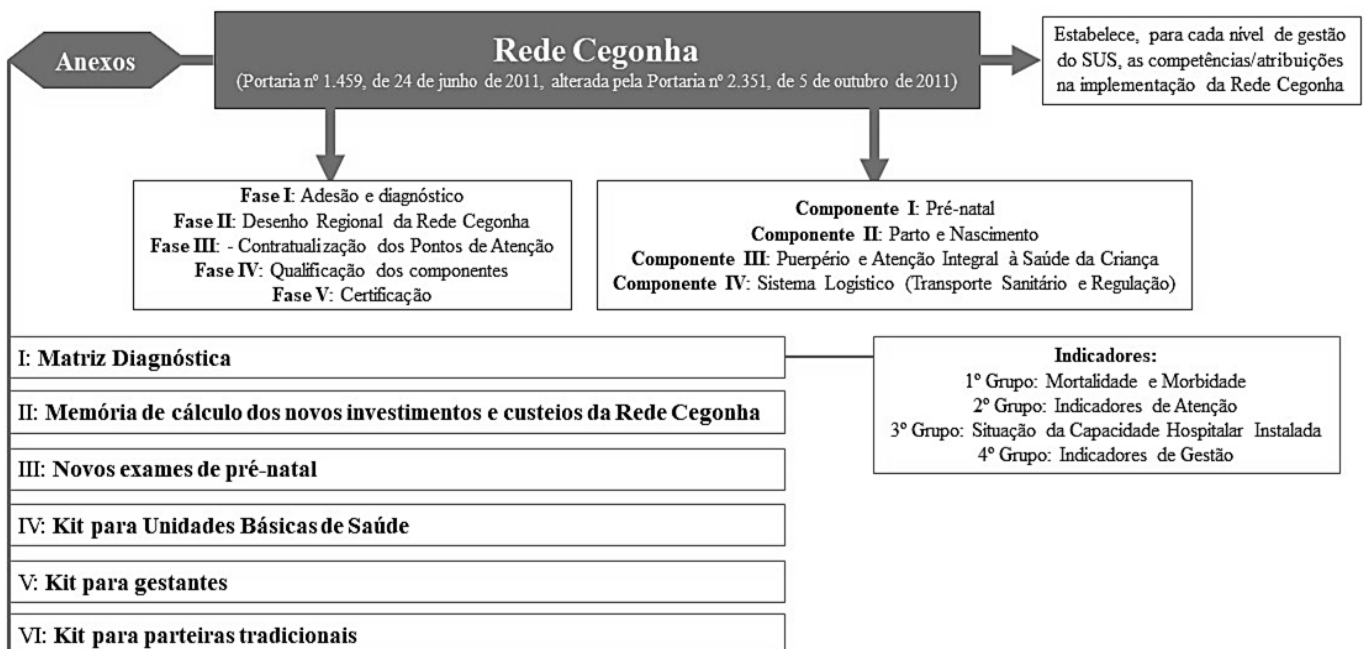 Anexos
Rede Cegonha
(Portaria nº 1.459, de 24 de junho de 2011, alterada pela Portaria nº 2.351, de 5 de outubro de 2011)
Estabelece, para cada nível de gestão
do SUS, as competências/atribuições
na implementação da Rede Cegonha
Fase I: Adesão e diagnóstico
Fase II: Desenho Regional da Rede Cegonha
Fase III: - Contratualização dos Pontos de Atenção
Fase IV: Qualificação dos componentes
Fase V: Certificação
Componente I: Pré-natal
Componente II: Parto e Nascimento
Componente III: Puerpério e Atenção Integral à Saúde da Criança
Componente IV: Sistema Logístico (Transporte Sanitário e Regulação)
I: Matriz Diagnóstica
II: Memória de cálculo dos novos investimentos e custeios da Rede Cegonha
III: Novos exames de pré-natal
IV: Kit para Unidades Básicas de Saúde
V: Kit para gestantes
VI: Kit para parteiras tradicionais
Indicadores:
1º Grupo: Mortalidade e Morbidade
2º Grupo: Indicadores de Atenção
3º Grupo: Situação da Capacidade Hospitalar Instalada
4º Grupo: Indicadores de Gestão